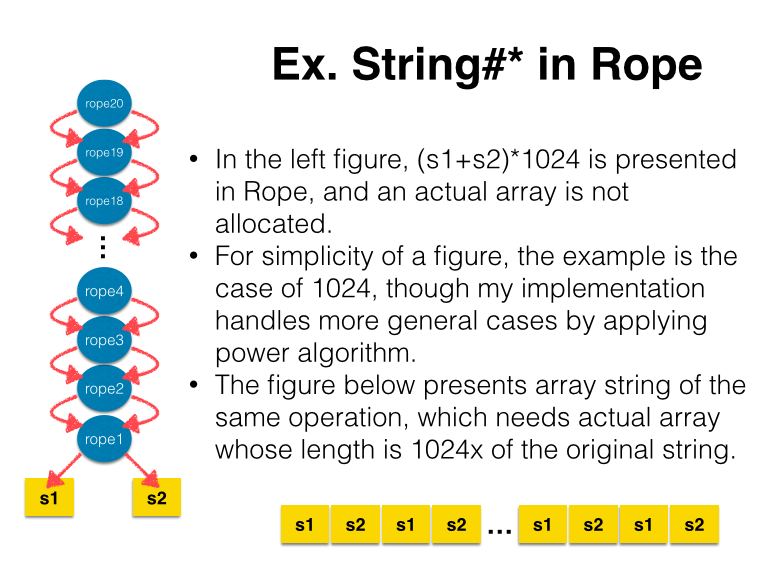 Ex. String#* in Rope
rope20
rope19
rope18
⋮
rope4
rope3
rope2
rope1
s1 s2
• In the left figure, (s1+s2)*1024 is presented
in Rope, and an actual array is not
allocated.
• For simplicity of a figure, the example is the
case of 1024, though my implementation
handles more general cases by applying
power algorithm.
• The figure below presents array string of the
same operation, which needs actual array
whose length is 1024x of the original string.
s1 s2 s1 s2 ... s1 s2 s1 s2